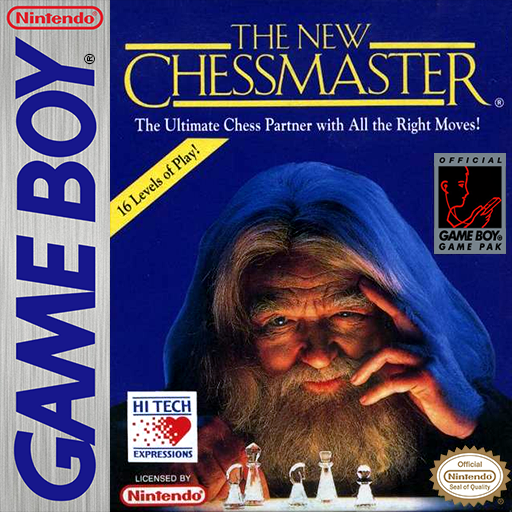 Nintendo®
GAME BOY®
THE NEW
CHESSMASTER®
The Ultimate Chess Partner with All the Right Moves!
16 Levels of Play!
OFFICIAL
GAME BOY®
GAME PAK
HI TECH
EXPRESSIONS
LICENSED BY
Nintendo®
Official
Nintendo®
Seal of Quality